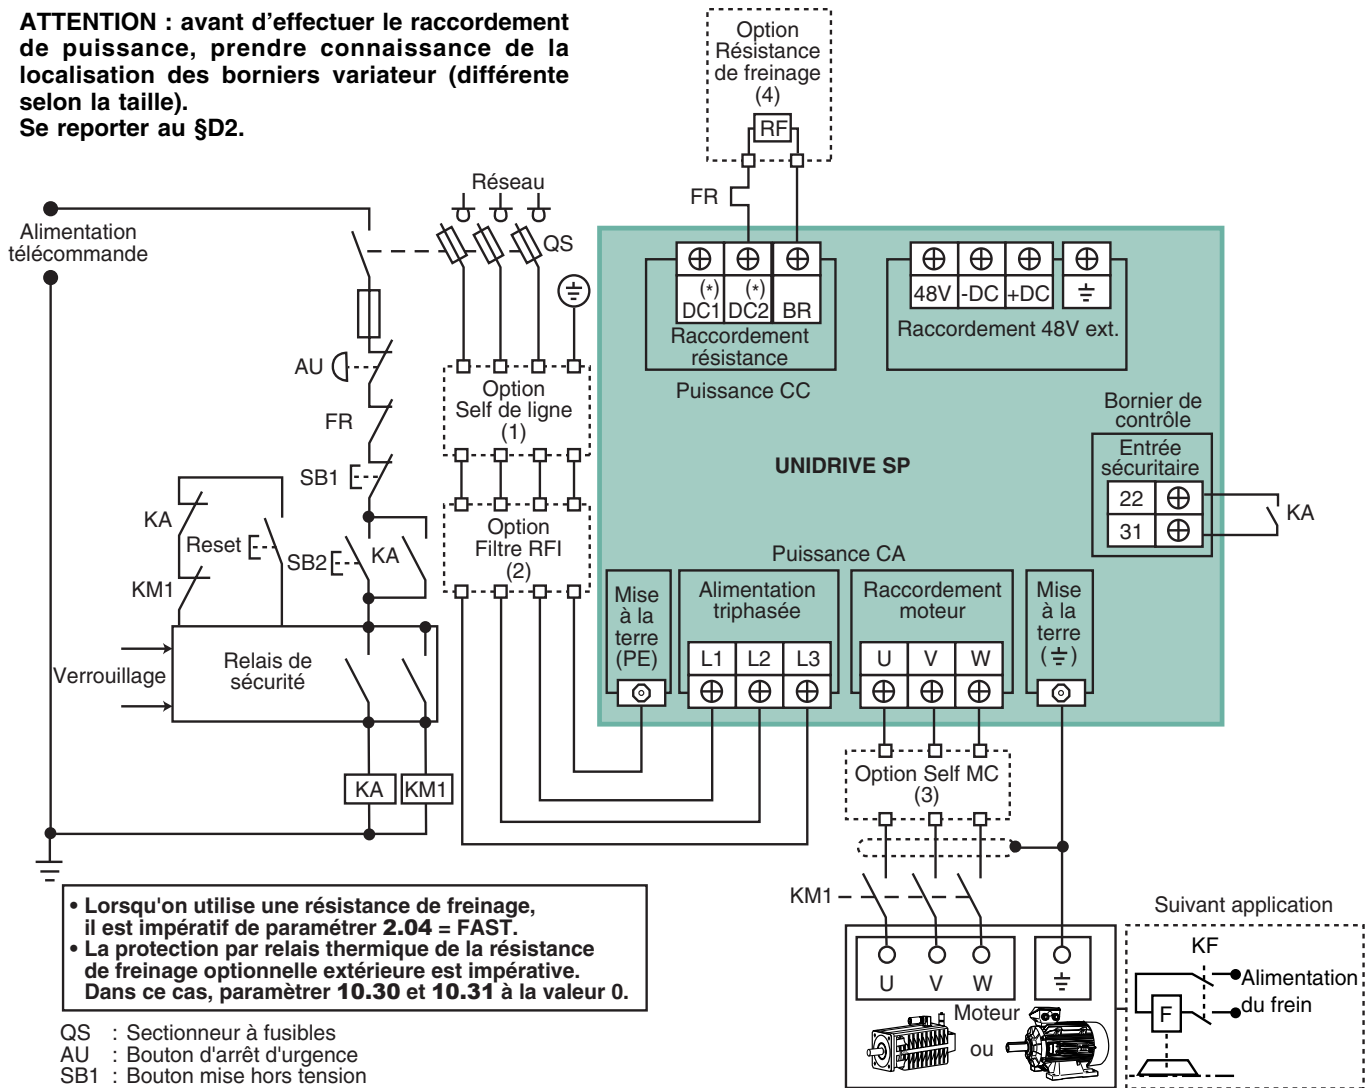 ATTENTION : avant d'effectuer le raccordement
de puissance, prendre connaissance de la
localisation des borniers variateur (différente
selon la taille).
Se reporter au §D2.
Option
Résistance
de freinage
(4)
RF
FR
Réseau
QS
Alimentation
télécommande
AU
FR
SB1
KA
Reset
SB2
KA
KM1
Verrouillage
Relais de
sécurité
KA
KM1
Option
Self de ligne
(1)
Option
Filtre RFI
(2)
(*)
DC1
(*)
DC2
BR
Raccordement
résistance
Puissance CC
48V
-DC
+DC
Raccordement 48V ext.
UNIDRIVE SP
Bornier de
contrôle
Entrée
sécuritaire
22
31
KA
Puissance CA
Mise
à la
terre
(PE)
Alimentation
triphasée
L1
L2
L3
Raccordement
moteur
U
V
W
Mise
à la
terre
Option Self MC
(3)
KM1
U
V
W
Moteur
ou
Suivant application
KF
F
Alimentation
du frein
• Lorsqu'on utilise une résistance de freinage,
il est impératif de paramétrer 2.04 = FAST.
• La protection par relais thermique de la résistance
de freinage optionnelle extérieure est impérative.
Dans ce cas, paramètrer 10.30 et 10.31 à la valeur 0.
QS : Sectionneur à fusibles
AU : Bouton d'arrêt d'urgence
SB1 : Bouton mise hors tension